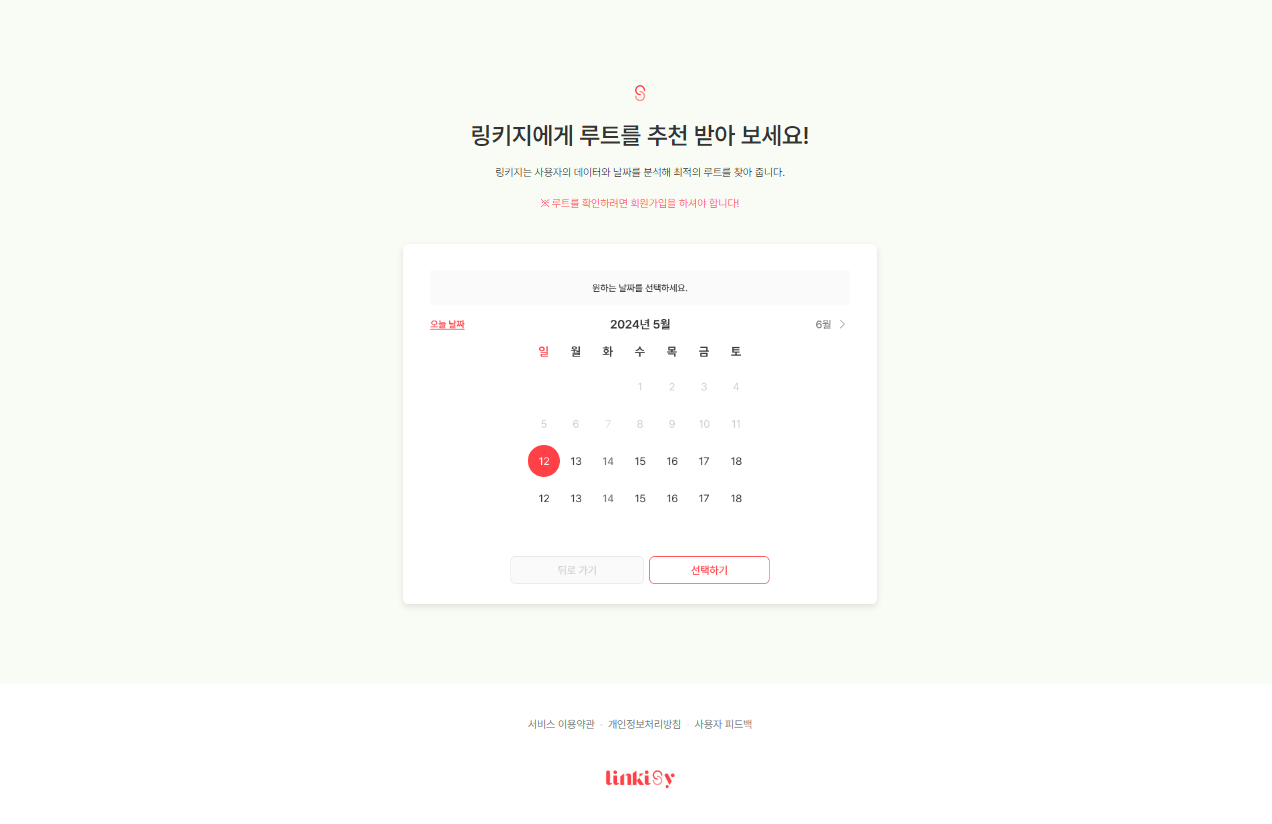 링키지에게 루트를 추천 받아 보세요!
링키지는 사용자의 데이터와 날짜를 분석해 최적의 루트를 찾아 줍니다.
※ 루트를 확인하려면 회원가입을 하셔야 합니다!
원하는 날짜를 선택하세요.
오늘 날짜 2024년 5월 6월 >
일 월 화 수 목 금 토
1 2 3 4
5 6 7 8 9 10 11
12 13 14 15 16 17 18
12 13 14 15 16 17 18
뒤로 가기 선택하기
서비스 이용약관 · 개인정보처리방침 · 사용자 피드백
linkisy